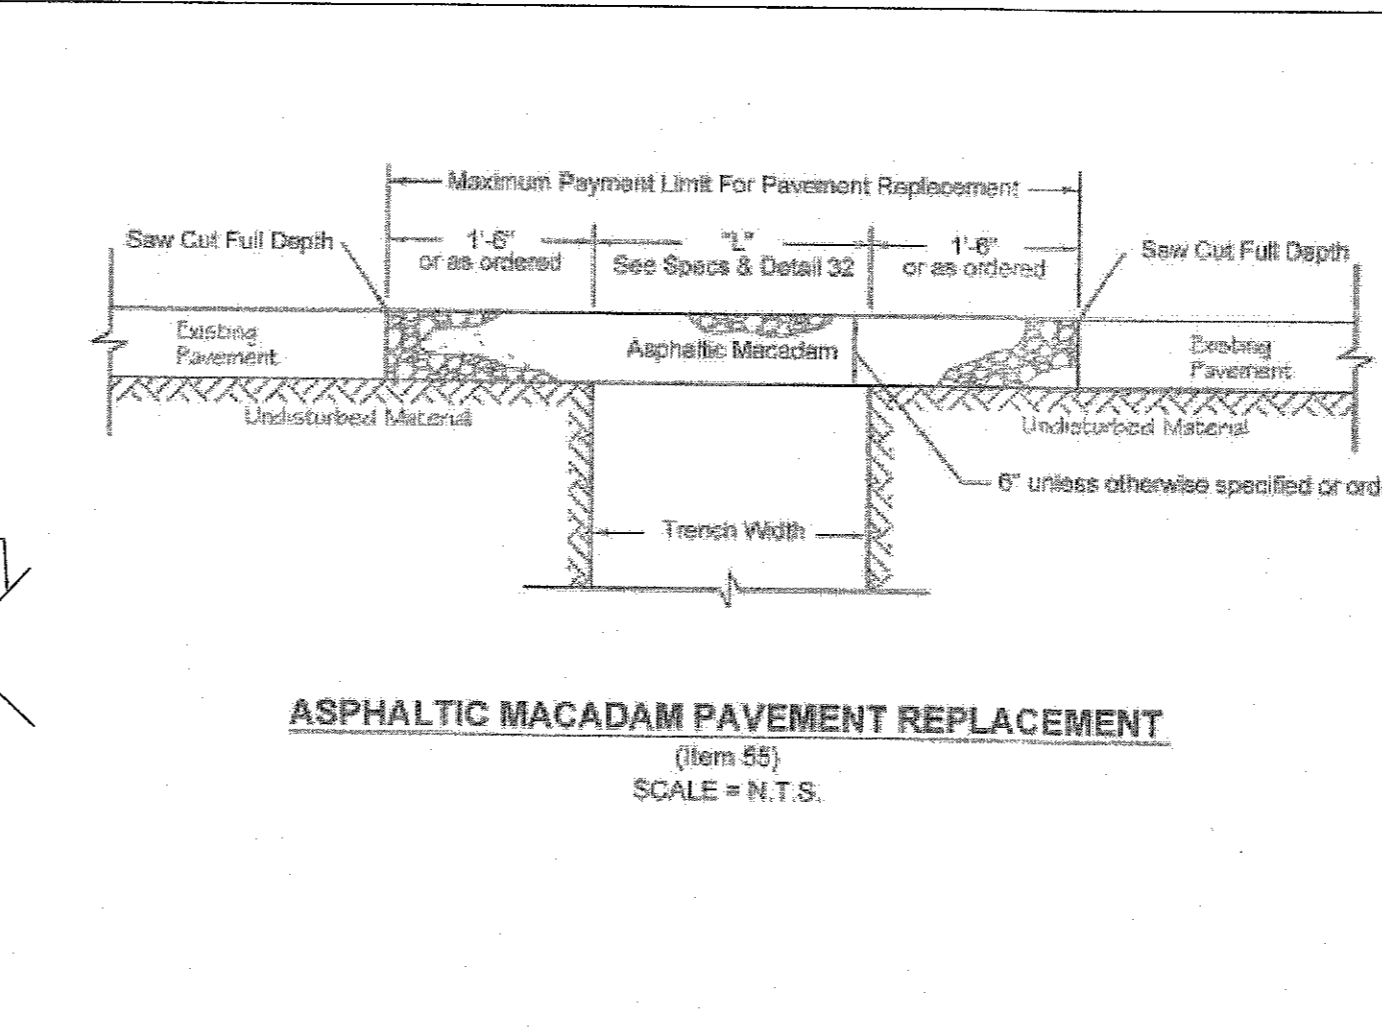 Maximum Payment Limit For Pavement Replacement
Saw Cut Full Depth
1'-6"
or as ordered
"L"
See Specs & Detail 32
1'-6"
or as ordered
Saw Cut Full Depth
Existing
Pavement
Asphaltic Macadam
Existing
Pavement
Undisturbed Material
Undisturbed Material
6" unless otherwise specified or ord
Trench Width
ASPHALTIC MACADAM PAVEMENT REPLACEMENT
(Item 55)
SCALE = N.T.S.